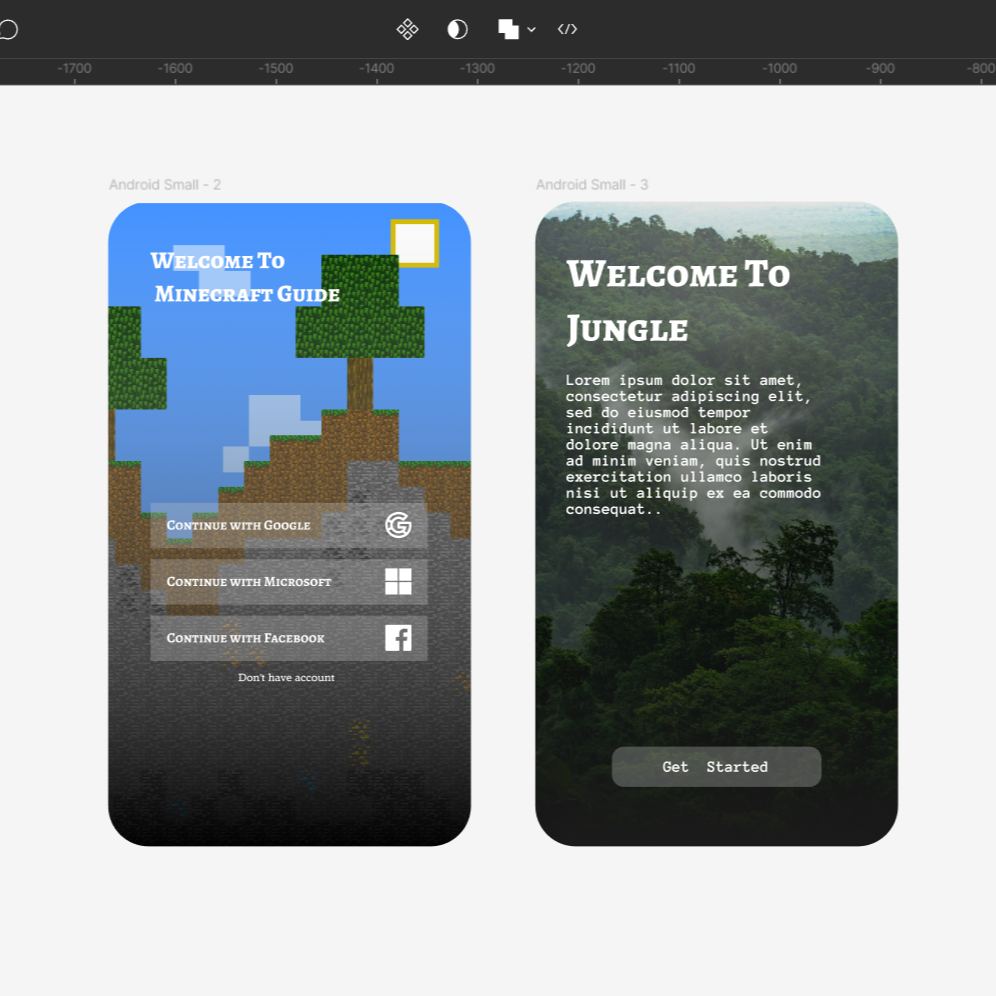 -1700 -1600 -1500 -1400 -1300 -1200 -1100 -1000 -900 -800
Android Small - 2
Welcome To
Minecraft Guide
Continue with Google
Continue with Microsoft
Continue with Facebook
Don't have account
Android Small - 3
Welcome To
Jungle
Lorem ipsum dolor sit amet,
consectetur adipiscing elit,
sed do eiusmod tempor
incididunt ut labore et
dolore magna aliqua. Ut enim
ad minim veniam, quis nostrud
exercitation ullamco laboris
nisi ut aliquip ex ea commodo
consequat..
Get Started